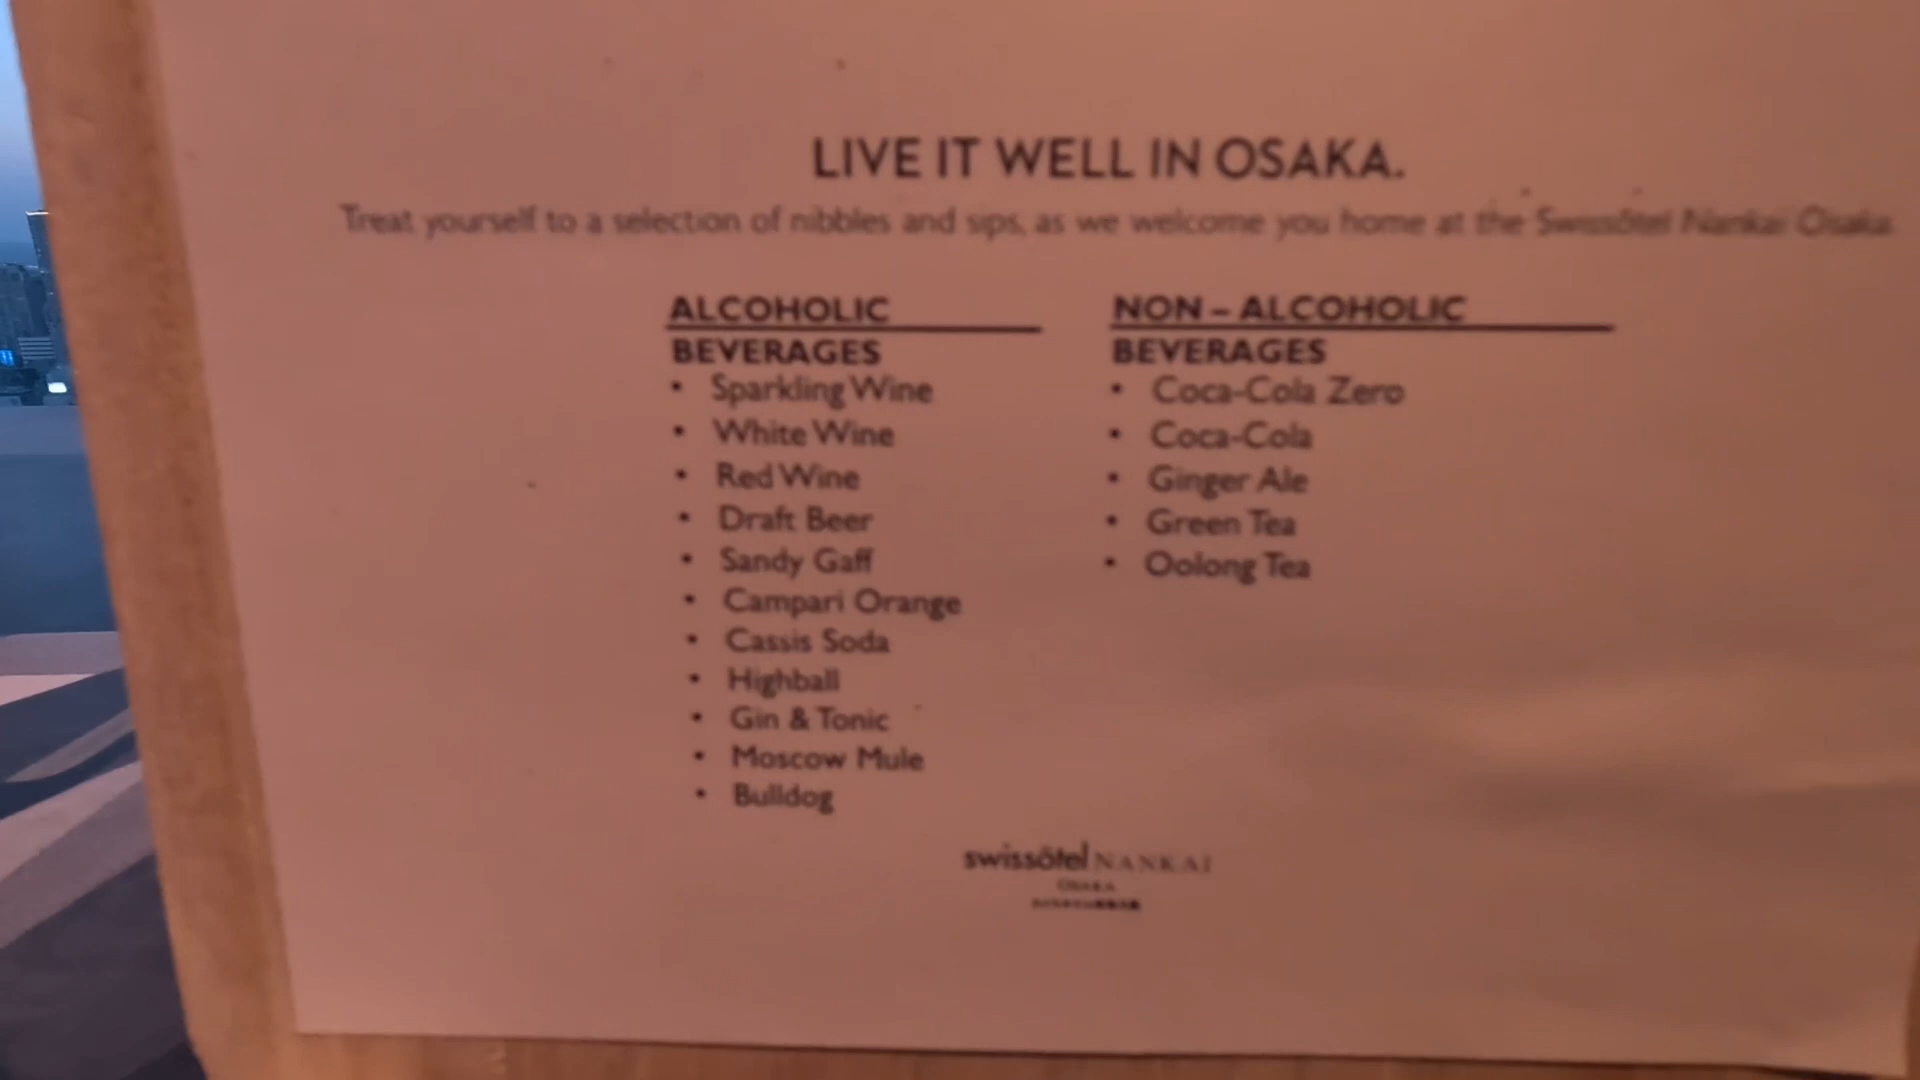 LIVE IT WELL IN OSAKA.
Treat yourself to a selection of nibbles and sips, as we welcome you home at the Swissôtel Nankai Osaka
ALCOHOLIC
BEVERAGES
• Sparkling Wine
• White Wine
• Red Wine
• Draft Beer
• Sandy Gaff
• Campari Orange
• Cassis Soda
• Highball
• Gin & Tonic
• Moscow Mule
• Bulldog
NON – ALCOHOLIC
BEVERAGES
• Coca-Cola Zero
• Coca-Cola
• Ginger Ale
• Green Tea
• Oolong Tea
swissôtel NANKAI
OSAKA